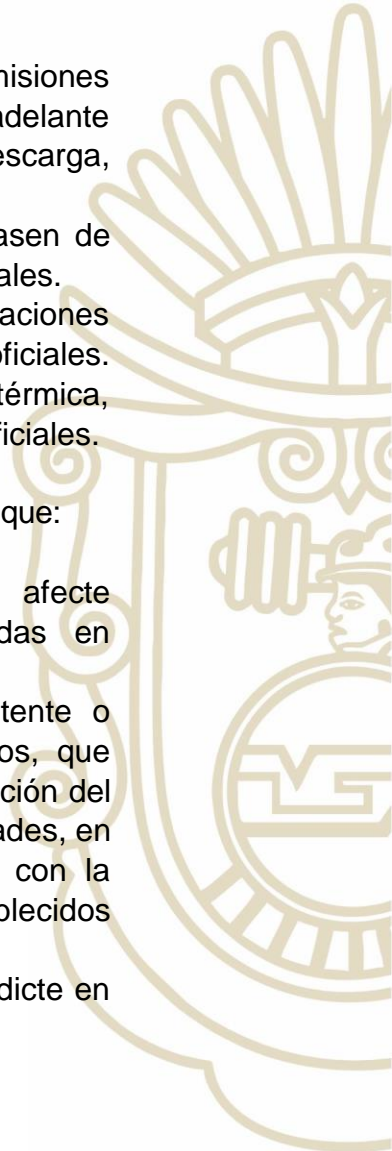 misiones
adelante
escarga,
asen de
ales.
aciones
oficiales.
térmica,
ficiales.
que:
afecte
das en
tente o
os, que
ción del
ades, en
con la
olecidos
dicte en